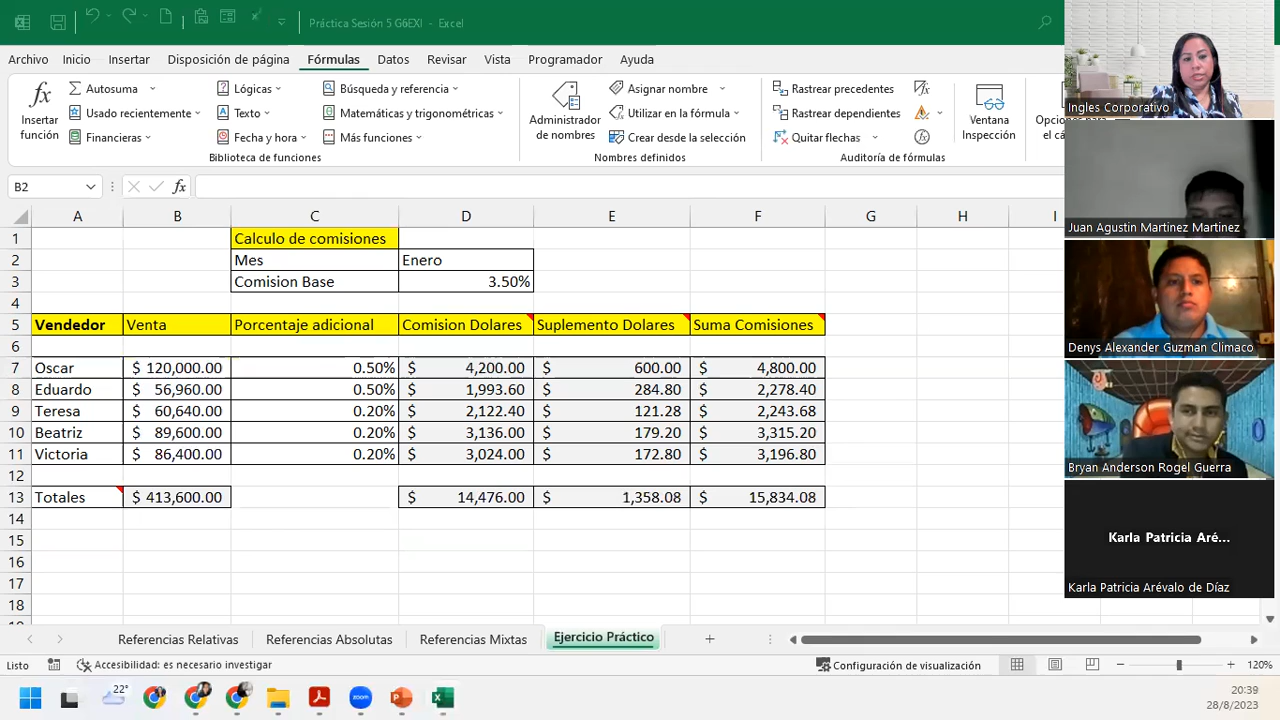 Práctica Sesión 5 G6EXI - Excel
Archivo Inicio Insertar Disposición de página Fórmulas Revisar Vista Programador Ayuda
Insertar función
Autosuma
Usado recientemente
Financieras
Lógicas
Texto
Fecha y hora
Búsqueda y referencia
Matemáticas y trigonométricas
Más funciones
Biblioteca de funciones
Administrador de nombres
Asignar nombre
Utilizar en la fórmula
Crear desde la selección
Nombres definidos
Rastrear precedentes
Rastrear dependientes
Quitar flechas
Auditoría de fórmulas
Ventana Inspección
B2 fx
A B C D E F G H I
1 Calculo de comisiones
2 Mes Enero
3 Comision Base 3.50%
4
5 Vendedor Venta Porcentaje adicional Comision Dolares Suplemento Dolares Suma Comisiones
6
7 Oscar $ 120,000.00 0.50% $ 4,200.00 $ 600.00 $ 4,800.00
8 Eduardo $ 56,960.00 0.50% $ 1,993.60 $ 284.80 $ 2,278.40
9 Teresa $ 60,640.00 0.20% $ 2,122.40 $ 121.28 $ 2,243.68
10 Beatriz $ 89,600.00 0.20% $ 3,136.00 $ 179.20 $ 3,315.20
11 Victoria $ 86,400.00 0.20% $ 3,024.00 $ 172.80 $ 3,196.80
12
13 Totales $ 413,600.00 $ 14,476.00 $ 1,358.08 $ 15,834.08
14
15
16
17
18
Referencias Relativas Referencias Absolutas Referencias Mixtas Ejercicio Práctico
Listo Accesibilidad: es necesario investigar Configuración de visualización 120%
22°
zoom
20:39
28/8/2023
Ingles Corporativo
Juan Agustin Martinez Martinez
Denys Alexander Guzman Climaco
Bryan Anderson Rogel Guerra
Karla Patricia Aré...
Karla Patricia Arévalo de Díaz